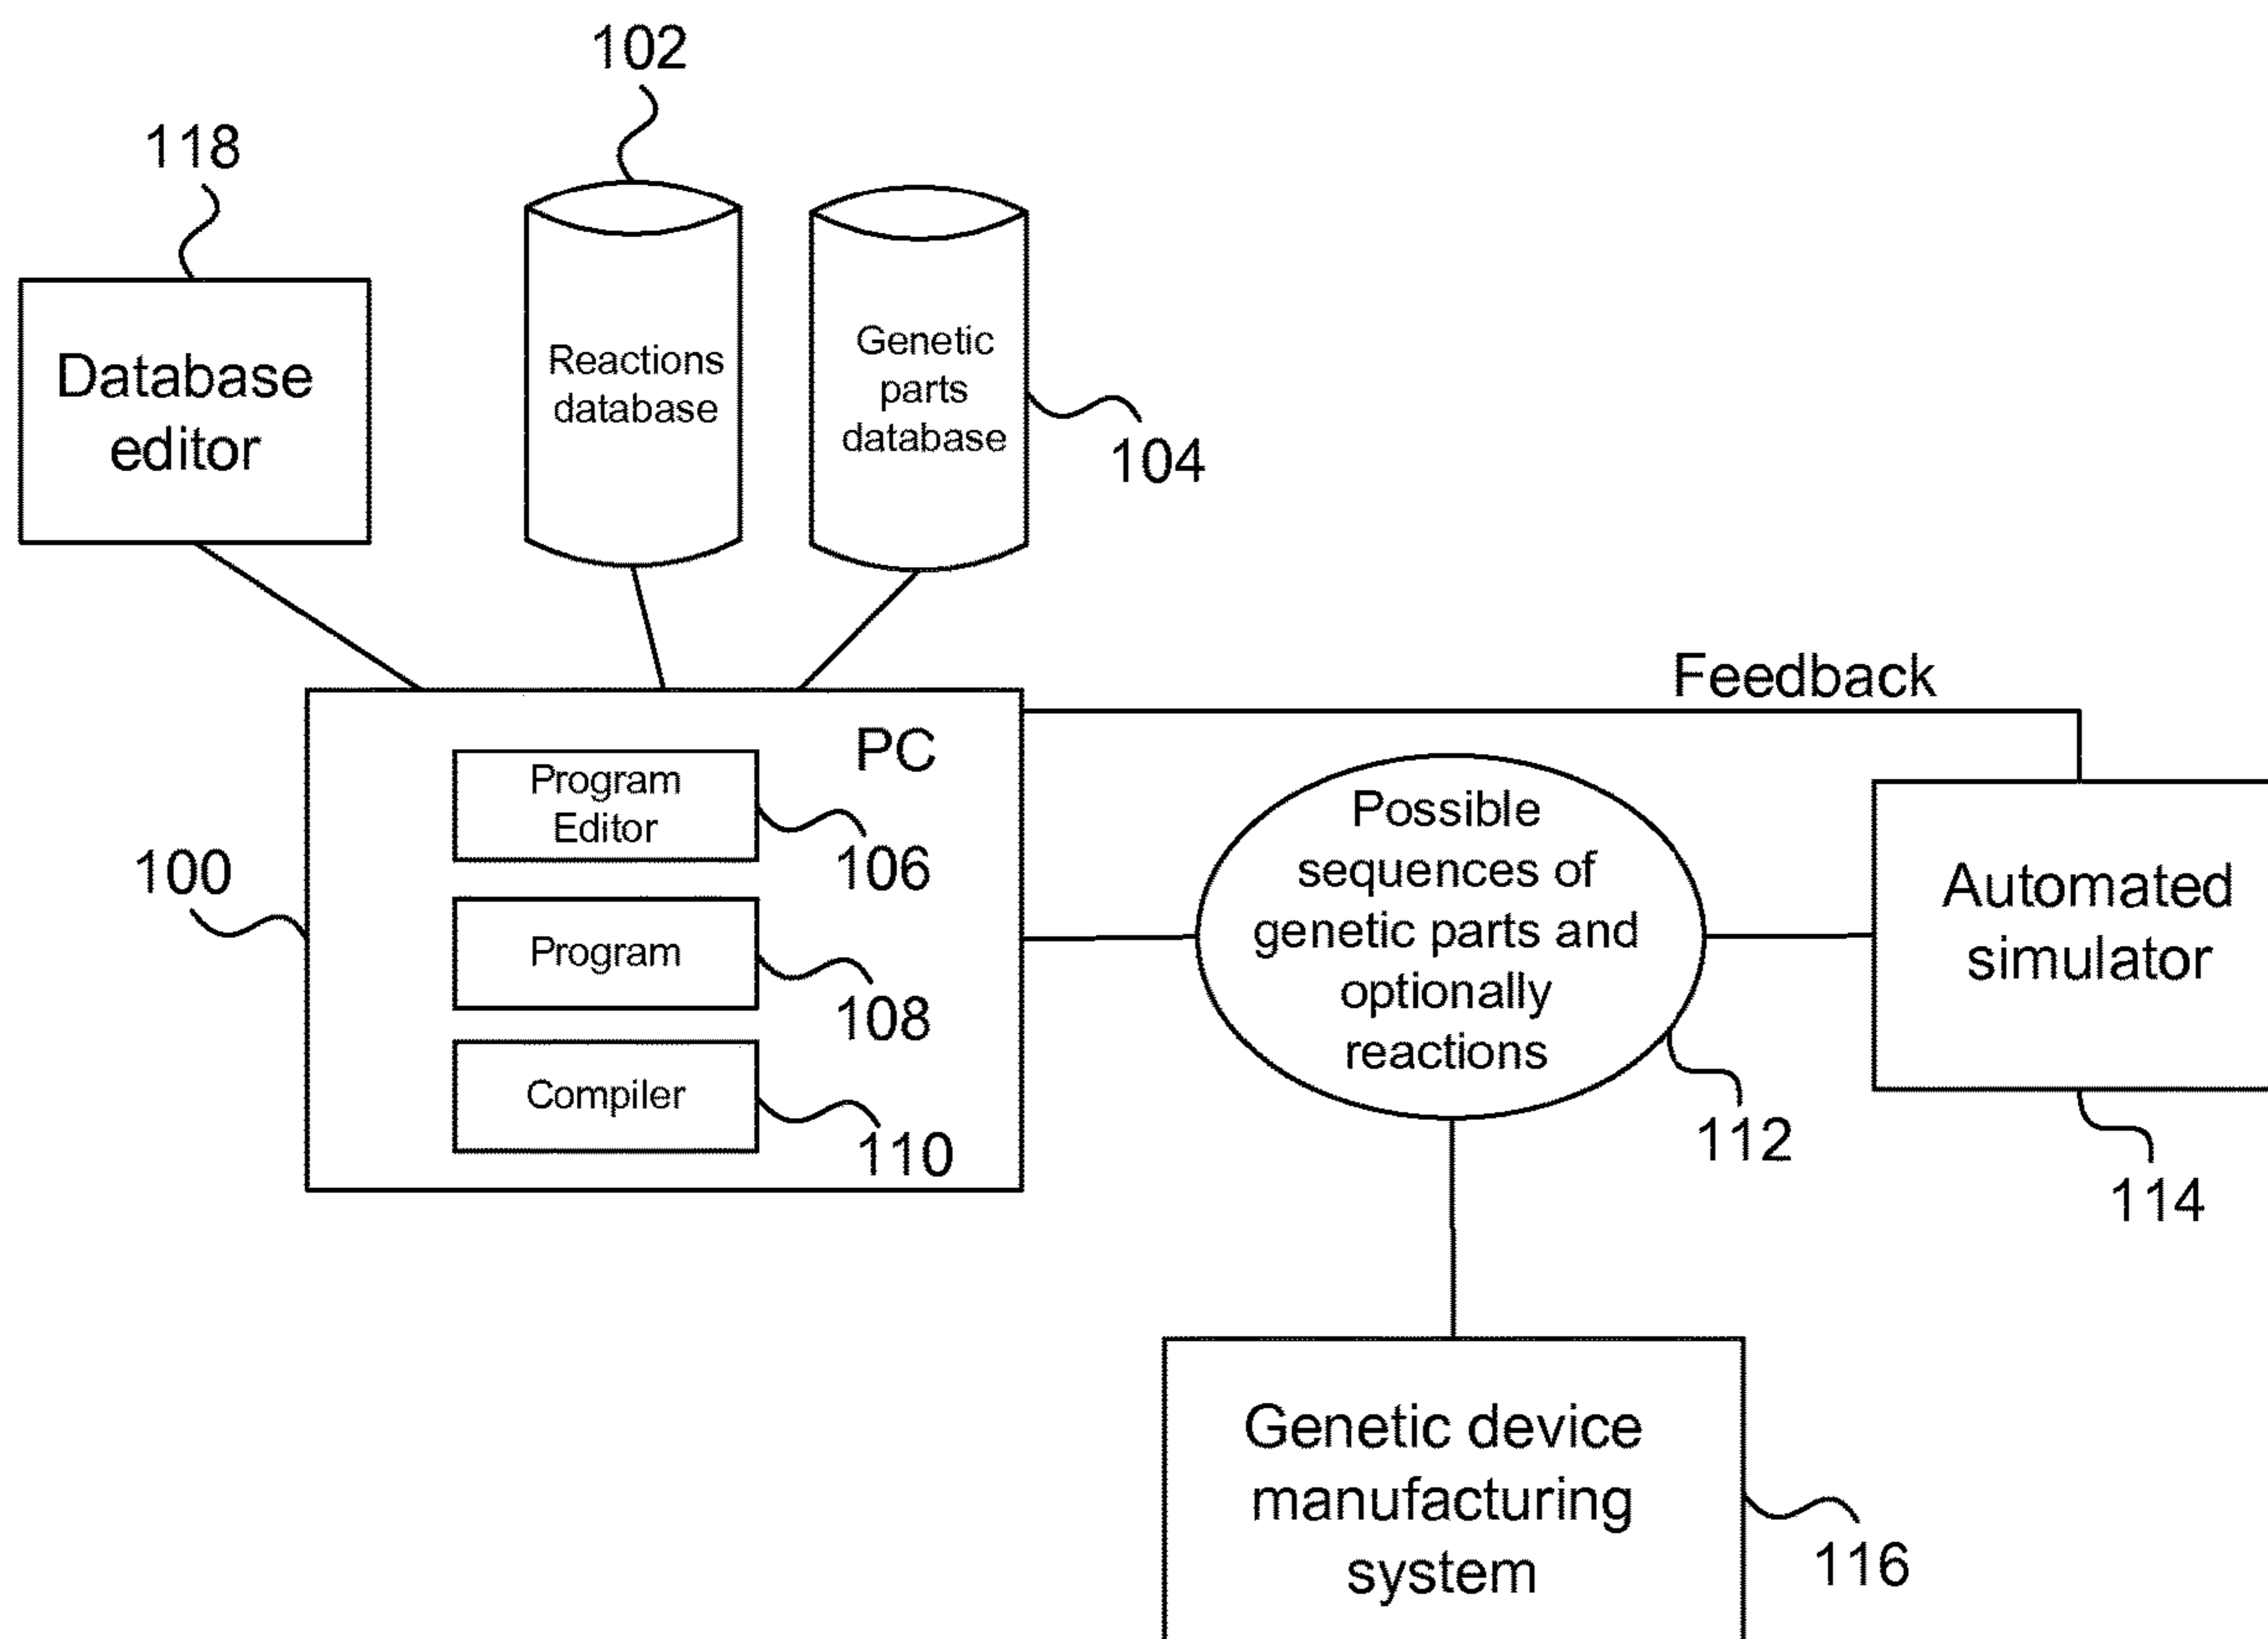 102
118
Database
editor
Reactions
database
Genetic
parts
database
104
Feedback
PC
Program
Editor
106
100
Program
108
Compiler
110
Possible
sequences of
genetic parts and
optionally
reactions
112
Automated
simulator
114
Genetic device
manufacturing
system
116